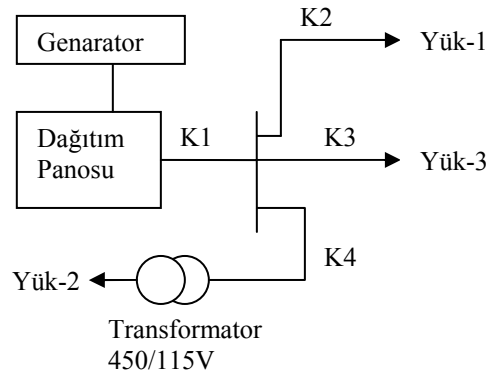 K2
Genarator
Yük-1
Dağıtım
Panosu
K1
K3
Yük-3
K4
Yük-2
Transformator
450/115V